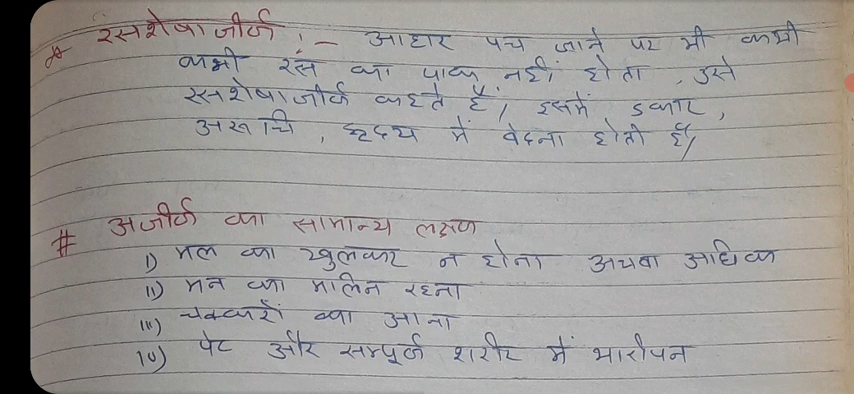 * रसशेषाजीर्ण :- आहार पच जाने पर भी कभी
कभी रस का पाक नहीं होता, उसे
रसशेषाजीर्ण कहते हैं, इसमें डकार,
अरूचि, हृदय में वेदना होती हैं,
# अजीर्ण का सामान्य लक्षण
i) मल का खुलकर न होना अथवा अधिक
ii) मन का मालिन रहना
iii) चक्करों का आना
iv) पेट और सम्पूर्ण शरीर में भारीपन